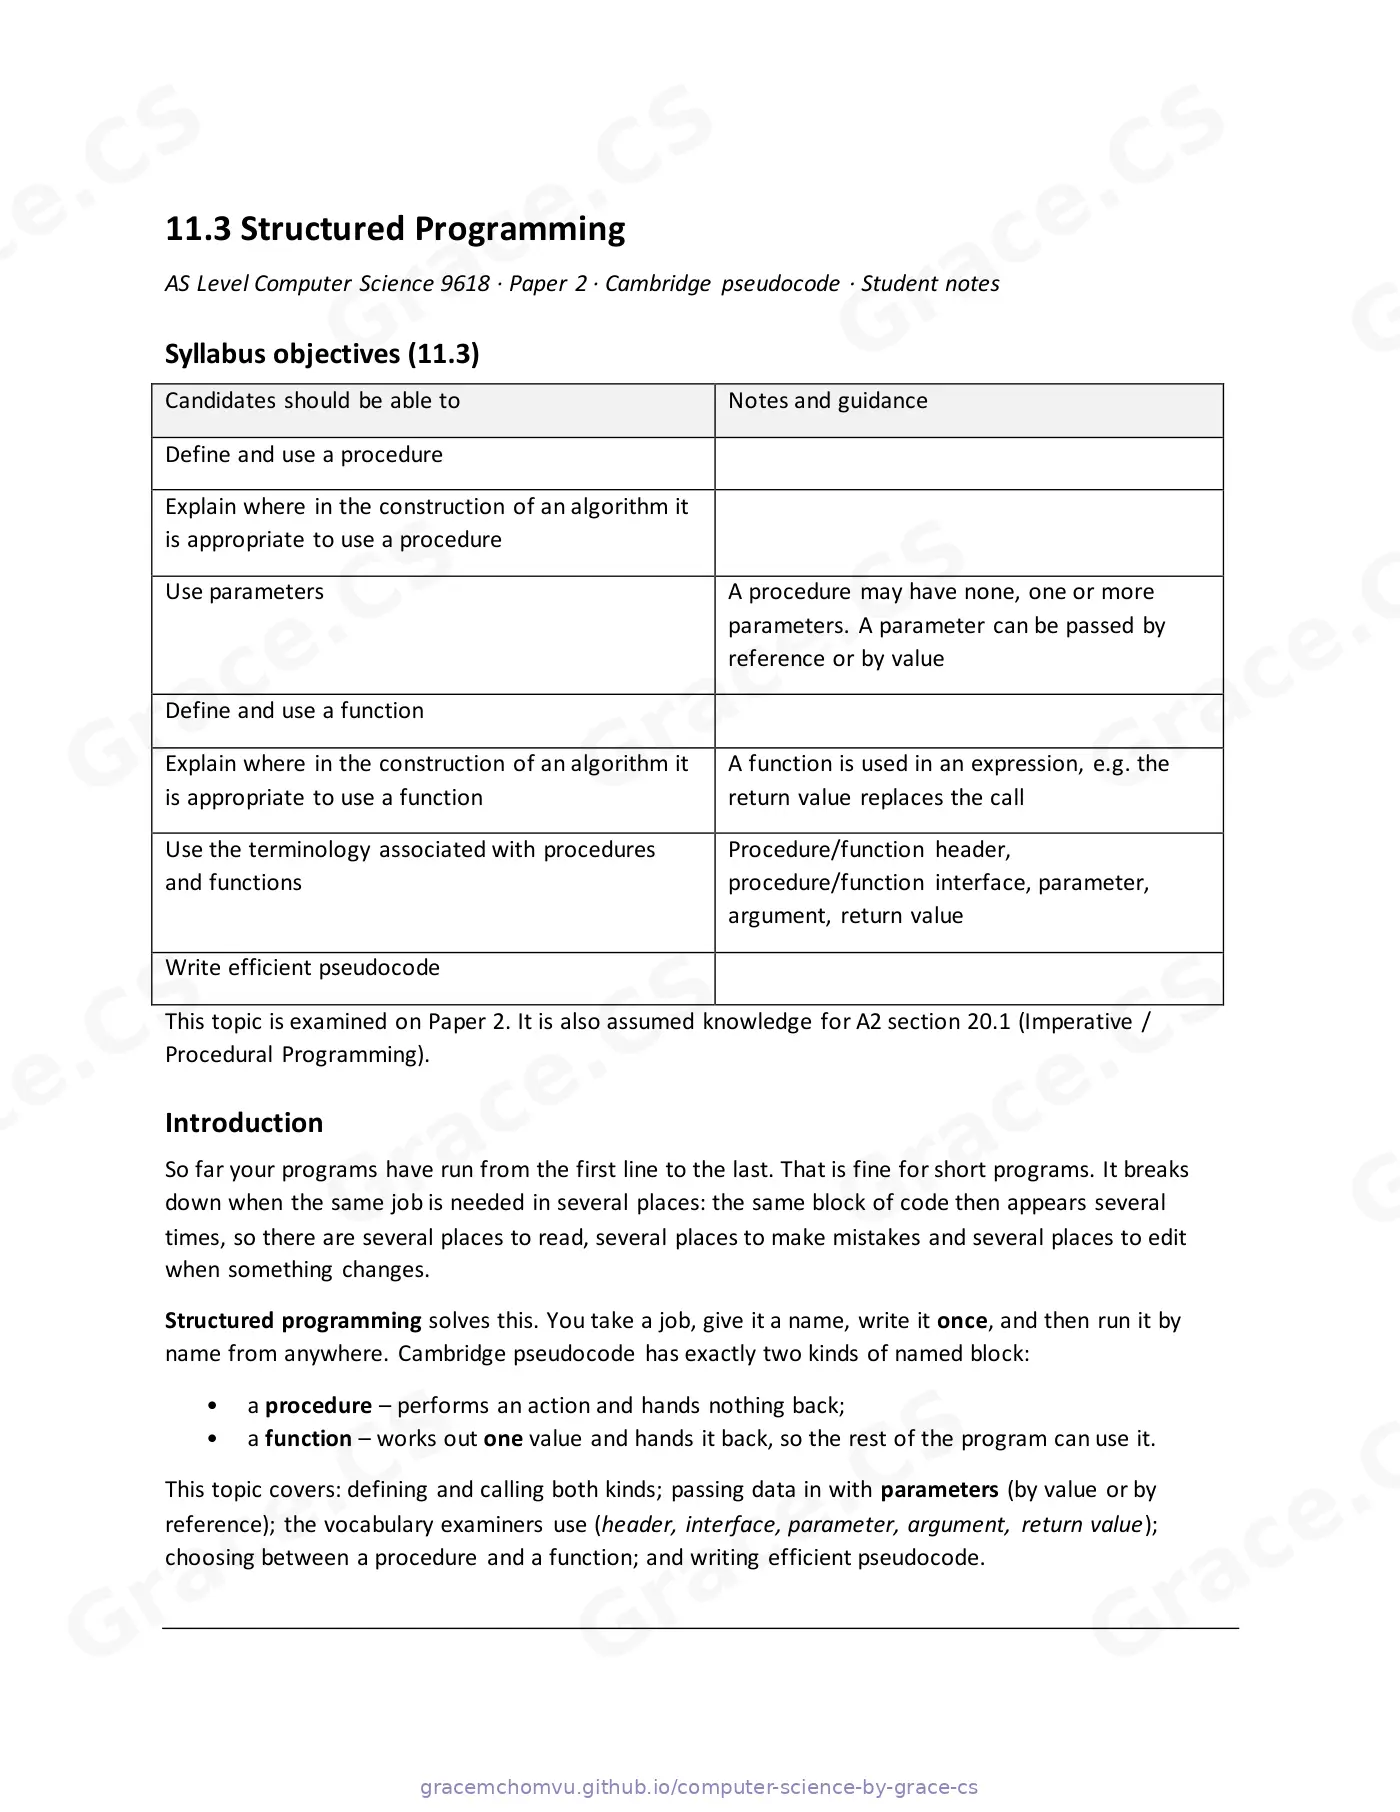 11.3 Structured Programming
AS Level Computer Science 9618 · Paper 2 · Cambridge pseudocode · Student notes
Syllabus objectives (11.3)
Candidates should be able to
Notes and guidance
Define and use a procedure
Explain where in the construction of an algorithm it
is appropriate to use a procedure
Use parameters
A procedure may have none, one or more
parameters. A parameter can be passed by
reference or by value
Define and use a function
Explain where in the construction of an algorithm it
is appropriate to use a function
A function is used in an expression, e.g. the
return value replaces the call
Use the terminology associated with procedures
and functions
Procedure/function header,
procedure/function interface, parameter,
argument, return value
Write efficient pseudocode
This topic is examined on Paper 2. It is also assumed knowledge for A2 section 20.1 (Imperative /
Procedural Programming).
Introduction
So far your programs have run from the first line to the last. That is fine for short programs. It breaks
down when the same job is needed in several places: the same block of code then appears several
times, so there are several places to read, several places to make mistakes and several places to edit
when something changes.
Structured programming solves this. You take a job, give it a name, write it once, and then run it by
name from anywhere. Cambridge pseudocode has exactly two kinds of named block:
• a procedure – performs an action and hands nothing back;
• a function – works out one value and hands it back, so the rest of the program can use it.
This topic covers: defining and calling both kinds; passing data in with parameters (by value or by
reference); the vocabulary examiners use (header, interface, parameter, argument, return value);
choosing between a procedure and a function; and writing efficient pseudocode.
gracemchomvu.github.io/computer-science-by-grace-cs
Grace.CS